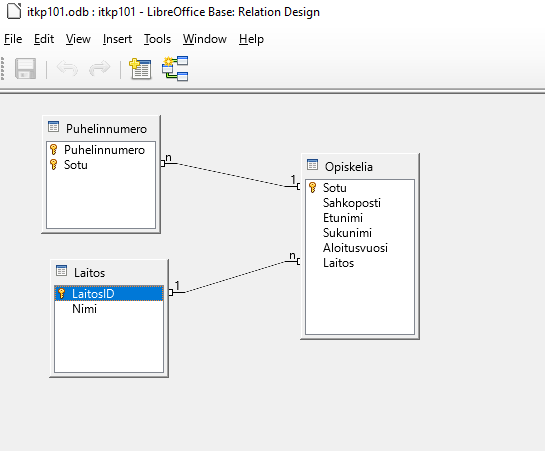 itkp101.odb : itkp101 - LibreOffice Base: Relation Design
File Edit View Insert Tools Window Help
Puhelinnumero
Puhelinnumero
Sotu
n
1
Opiskelia
Sotu
Sahkoposti
Etunimi
Sukunimi
Aloitusvuosi
Laitos
n
Laitos
LaitosID
Nimi
1